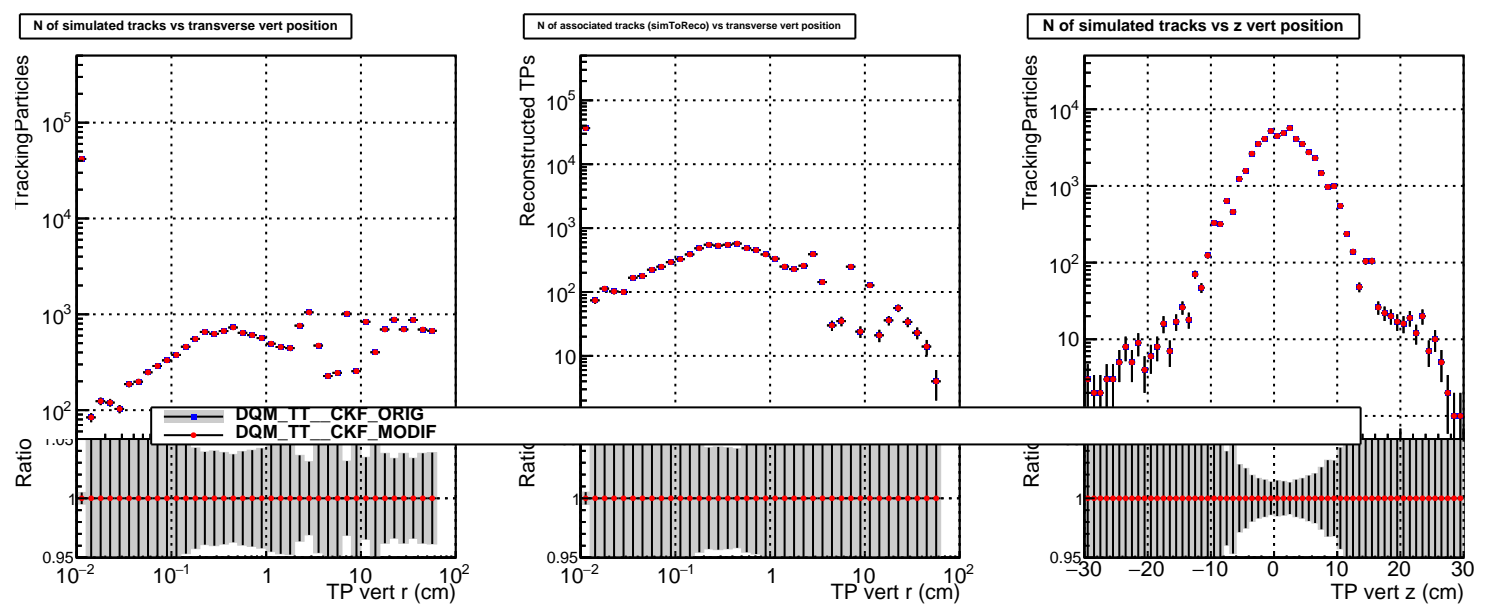 N of simulated tracks vs transverse vert position
N of associated tracks (simToReco) vs transverse vert position
N of simulated tracks vs z vert position
TrackingParticles
10^5
10^4
10^3
10^2
Ratio
1
0.95
10^−2
10^−1
1
10
10^2
TP vert r (cm)
Reconstructed TPs
10^5
10^4
10^3
10^2
10
Ratio
1
0.95
10^−2
10^−1
1
10
10^2
TP vert r (cm)
TrackingParticles
10^4
10^3
10^2
10
Ratio
1
0.95
−30
−20
−10
0
10
20
30
TP vert z (cm)
DQM_TT__CKF_ORIG
DQM_TT__CKF_MODIF